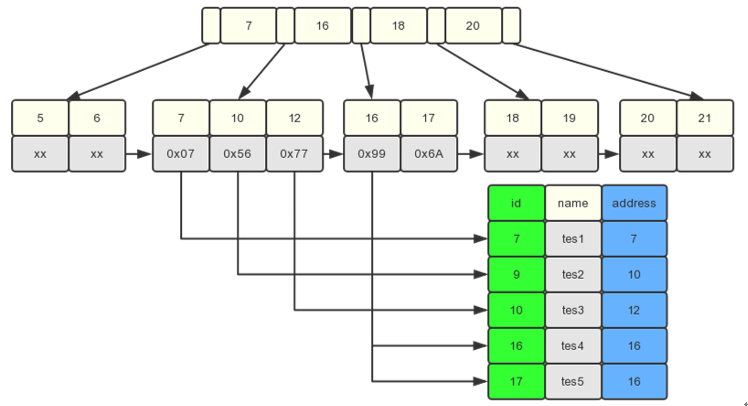 7 16 18 20
5 6 7 10 12 16 17 18 19 20 21
xx xx 0x07 0x56 0x77 0x99 0x6A xx xx xx xx
id name address
7 tes1 7
9 tes2 10
10 tes3 12
16 tes4 16
17 tes5 16